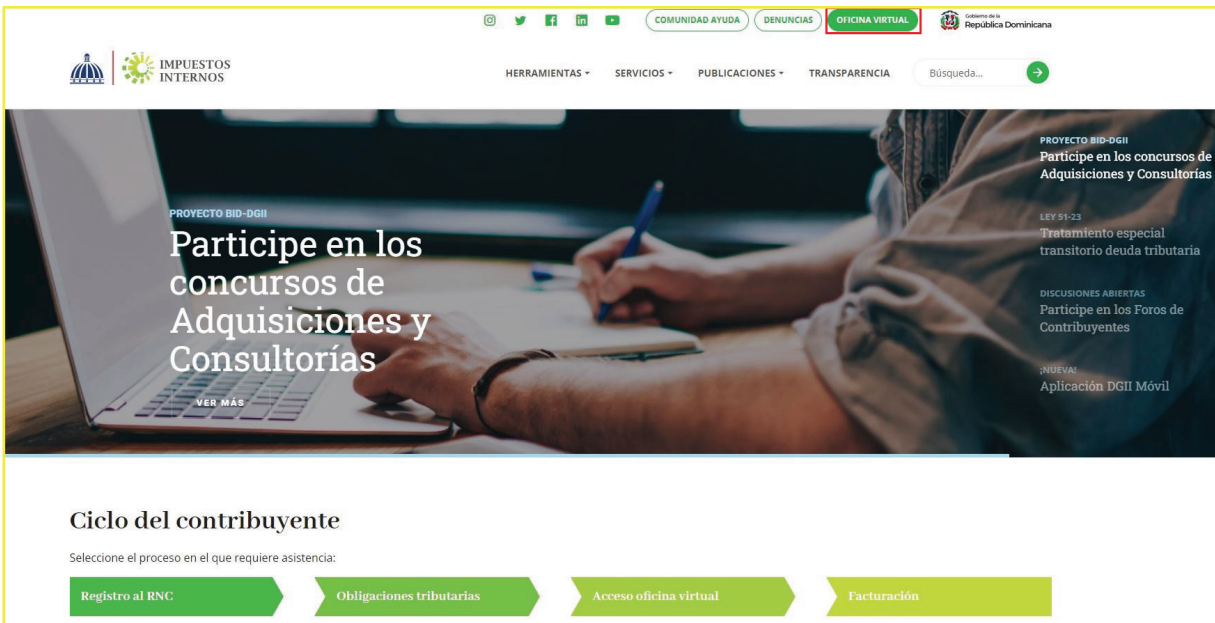 COMUNIDAD AYUDA
DENUNCIAS
OFICINA VIRTUAL
Gobierno de la
República Dominicana
IMPUESTOS
INTERNOS
HERRAMIENTAS
SERVICIOS
PUBLICACIONES
TRANSPARENCIA
Búsqueda...
PROYECTO BID-DGII
Participe en los
concursos de
Adquisiciones y
Consultorías
VER MÁS
PROYECTO BID-DGII
Participe en los concursos de
Adquisiciones y Consultorías
LEY 51-23
Tratamiento especial
transitorio deuda tributaria
DISCUSIONES ABIERTAS
Participe en los Foros de
Contribuyentes
¡NUEVA!
Aplicación DGII Móvil
Ciclo del contribuyente
Seleccione el proceso en el que requiere asistencia:
Registro al RNC
Obligaciones tributarias
Acceso oficina virtual
Facturación